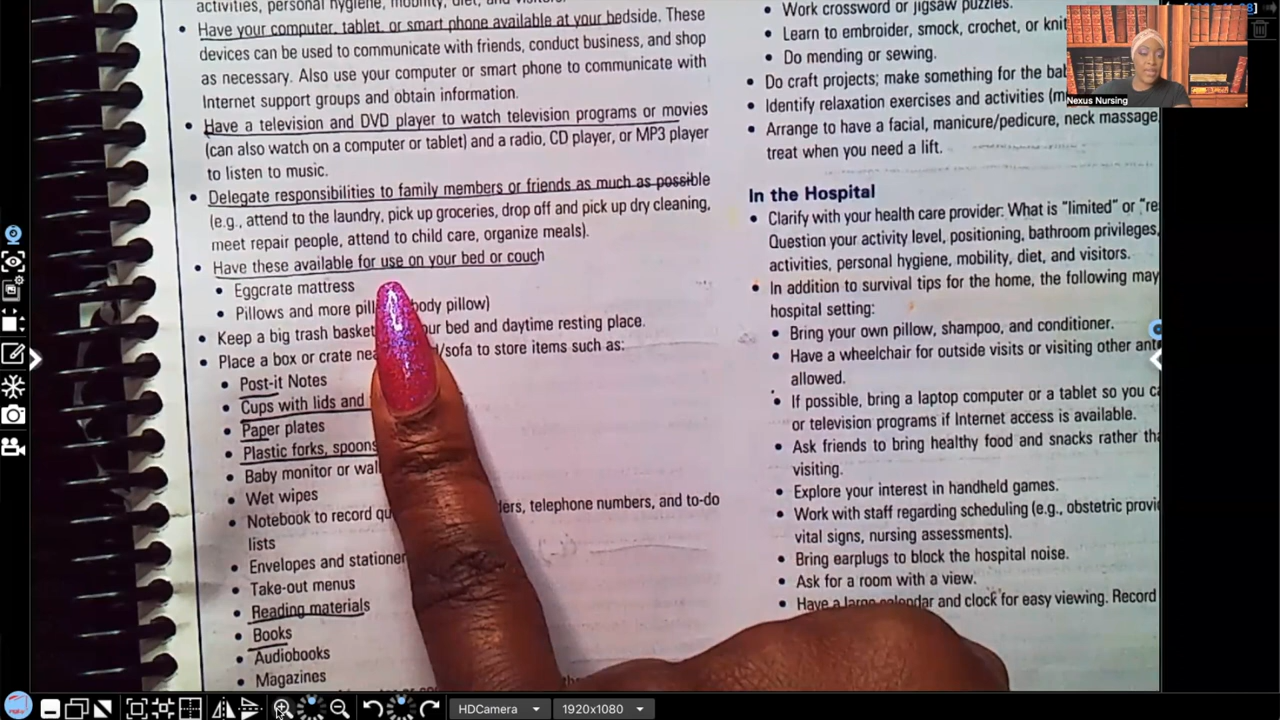 activities, personal hygiene, mobility, diet, and visitors.
• Have your computer, tablet, or smart phone available at your bedside. These
devices can be used to communicate with friends, conduct business, and shop
as necessary. Also use your computer or smart phone to communicate with
Internet support groups and obtain information.
• Have a television and DVD player to watch television programs or movies
(can also watch on a computer or tablet) and a radio, CD player, or MP3 player
to listen to music.
• Delegate responsibilities to family members or friends as much as possible
(e.g., attend to the laundry, pick up groceries, drop off and pick up dry cleaning,
meet repair people, attend to child care, organize meals).
• Have these available for use on your bed or couch
• Eggcrate mattress
• Pillows and more body pillow)
• Keep a big trash basket bed and daytime resting place.
• Place a box or crate /sofa to store items such as:
• Post-it Notes
• Cups with lids and
• Paper plates
• Plastic forks, spoons
• Baby monitor or
• Wet wipes
• Notebook to record telephone numbers, and to-do
lists
• Envelopes and
• Take-out menus
• Reading materials
• Books
• Audiobooks
• Magazines
• Work crossword or jigsaw puzzles.
• Learn to embroider, smock, crochet, or
• Do mending or sewing.
• Do craft projects; make something for the
• Identify relaxation exercises and activities
• Arrange to have a facial, manicure/pedicure, neck massage,
treat when you need a lift.
In the Hospital
• Clarify with your health care provider: What is "limited" or
Question your activity level, positioning, bathroom privileges,
activities, personal hygiene, mobility, diet, and visitors.
• In addition to survival tips for the home, the following may
hospital setting:
• Bring your own pillow, shampoo, and conditioner.
• Have a wheelchair for outside visits or visiting other
allowed.
• If possible, bring a laptop computer or a tablet so you
or television programs if Internet access is available.
• Ask friends to bring healthy food and snacks rather
visiting.
• Explore your interest in handheld games.
• Work with staff regarding scheduling (e.g., obstetric
vital signs, nursing assessments).
• Bring earplugs to block the hospital noise.
• Ask for a room with a view.
• Have a large calendar and clock for easy viewing. Record
Nexus Nursing
HDCamera
1920x1080